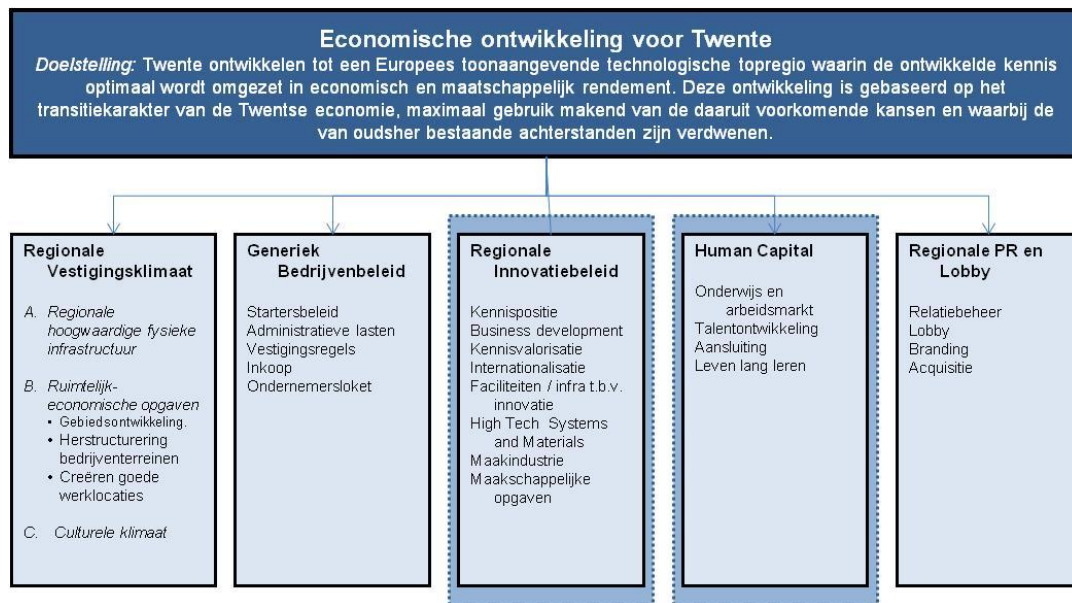 Economische ontwikkeling voor Twente
Doelstelling: Twente ontwikkelen tot een Europees toonaangevende technologische topregio waarin de ontwikkelde kennis
optimaal wordt omgezet in economisch en maatschappelijk rendement. Deze ontwikkeling is gebaseerd op het
transitiekarakter van de Twentse economie, maximaal gebruik makend van de daaruit voorkomende kansen en waarbij de
van oudsher bestaande achterstanden zijn verdwenen.
Regionale
Vestigingsklimaat
A. Regionale
hoogwaardige fysieke
infrastructuur
B. Ruimtelijk-
economische opgaven
• Gebiedsontwikkeling.
• Herstructurering
bedrijventerreinen
• Creëren goede
werklocaties
C. Culturele klimaat
Generiek
Bedrijvenbeleid
Startersbeleid
Administratieve lasten
Vestigingsregels
Inkoop
Ondernemersloket
Regionale
Innovatiebeleid
Kennispositie
Business development
Kennisvalorisatie
Internationalisatie
Faciliteiten / infra t.b.v.
innovatie
High Tech Systems
and Materials
Maakindustrie
Maakschappelijke
opgaven
Human Capital
Onderwijs en
arbeidsmarkt
Talentontwikkeling
Aansluiting
Leven lang leren
Regionale PR en
Lobby
Relatiebeheer
Lobby
Branding
Acquisitie